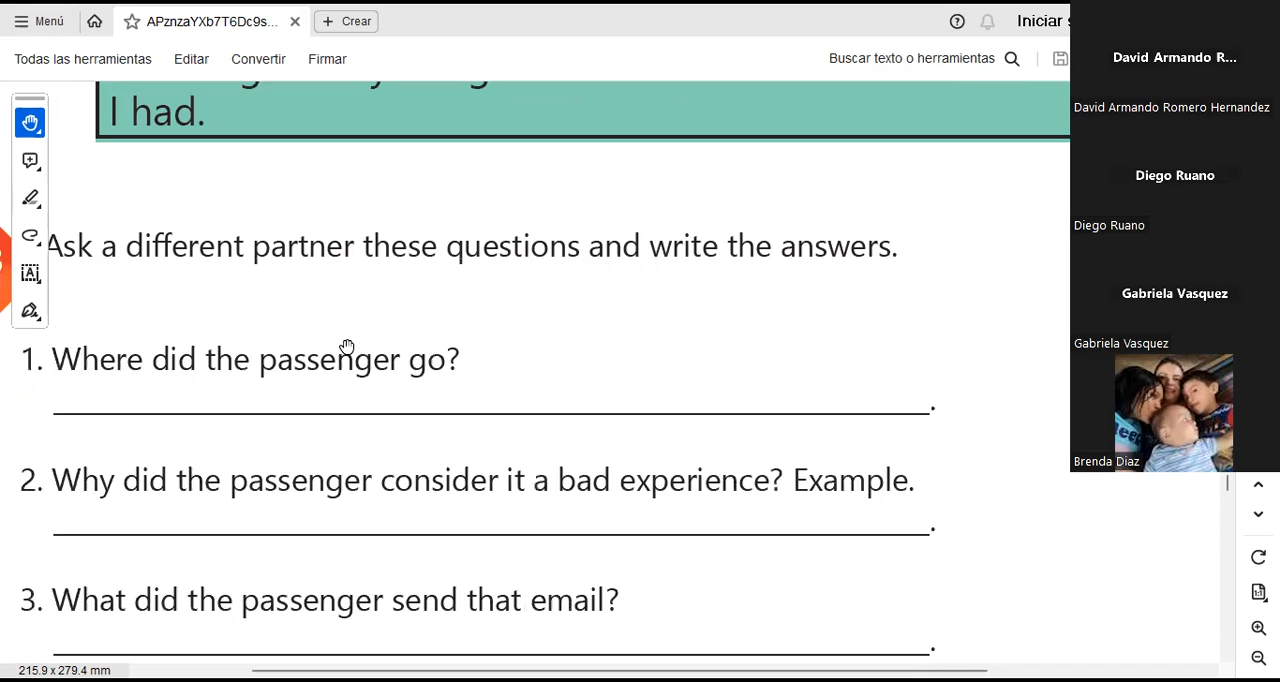 Menú
APznzaYXb7T6Dc9s...
Crear
Iniciar
Todas las herramientas
Editar
Convertir
Firmar
Buscar texto o herramientas
I had.
Ask a different partner these questions and write the answers.
1. Where did the passenger go?
_______________.
2. Why did the passenger consider it a bad experience? Example.
_______________.
3. What did the passenger send that email?
_______________.
215.9 x 279.4 mm
David Armando R...
David Armando Romero Hernandez
Diego Ruano
Diego Ruano
Gabriela Vasquez
Gabriela Vasquez
Brenda Diaz